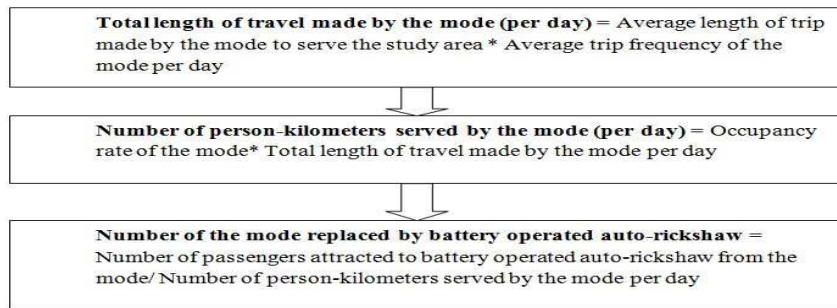 Total length of travel made by the mode (per day) = Average length of trip
made by the mode to serve the study area * Average trip frequency of the
mode per day
Number of person-kilometers served by the mode (per day) = Occupancy
rate of the mode* Total length of travel made by the mode per day
Number of the mode replaced by battery operated auto-rickshaw =
Number of passengers attracted to battery operated auto-rickshaw from the
mode/ Number of person-kilometers served by the mode per day